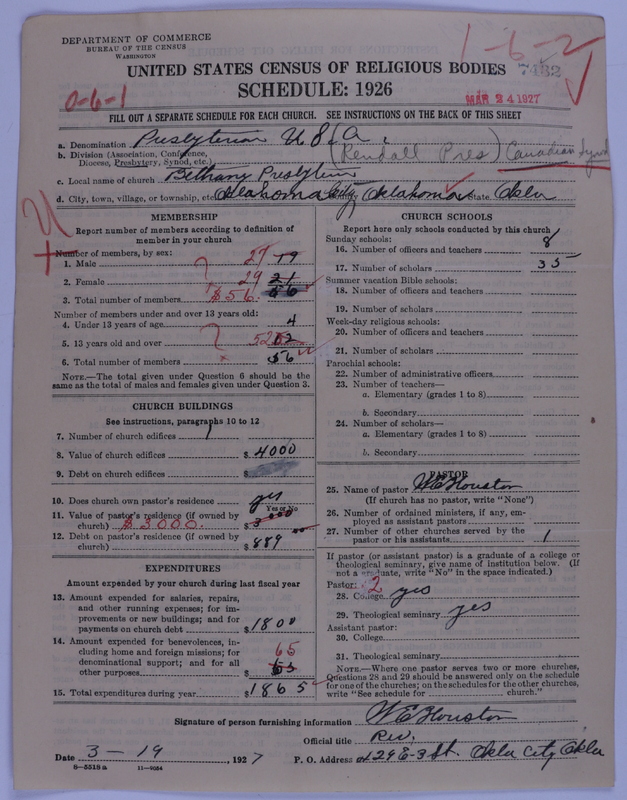 DEPARTMENT OF COMMERCE
BUREAU OF THE CENSUS
WASHINGTON
1-6-2
UNITED STATES CENSUS OF RELIGIOUS BODIES 7432
SCHEDULE: 1926
0-6-1
MAR 24 1927
FILL OUT A SEPARATE SCHEDULE FOR EACH CHURCH. SEE INSTRUCTIONS ON THE BACK OF THIS SHEET
a. Denomination Presbyterian U S A.
b. Division (Association, Conference, Diocese, Presbytery, Synod, etc.) (Kendall Pres) Canadian Synod
c. Local name of church Bethany Presbyterian
d. City, town, village, or township, etc. Oklahoma City Oklahoma State Okla
MEMBERSHIP
Report number of members according to definition of
member in your church
Number of members, by sex:
1. Male 27 19
2. Female 29 21
3. Total number of members $56. 56
Number of members under and over 13 years old:
4. Under 13 years of age 4
5. 13 years old and over 52
6. Total number of members 56
NOTE.—The total given under Question 6 should be the
same as the total of males and females given under Question 3.
CHURCH BUILDINGS
See instructions, paragraphs 10 to 12
7. Number of church edifices 1
8. Value of church edifices $ 4000
9. Debt on church edifices $
10. Does church own pastor's residence yes
Yes or No
11. Value of pastor's residence (if owned by
church) $3000. $ 3000
12. Debt on pastor's residence (if owned by
church) $ 889
EXPENDITURES
Amount expended by your church during last fiscal year
13. Amount expended for salaries, repairs,
and other running expenses; for im-
provements or new buildings; and for
payments on church debt $ 1800
14. Amount expended for benevolences, in-
cluding home and foreign missions; for
denominational support; and for all
other purposes $ 65
15. Total expenditures during year $ 1865
CHURCH SCHOOLS
Report here only schools conducted by this church
Sunday schools:
16. Number of officers and teachers 8
17. Number of scholars 35
Summer vacation Bible schools:
18. Number of officers and teachers
19. Number of scholars
Week-day religious schools:
20. Number of officers and teachers
21. Number of scholars
Parochial schools:
22. Number of administrative officers
23. Number of teachers—
a. Elementary (grades 1 to 8)
b. Secondary
24. Number of scholars—
a. Elementary (grades 1 to 8)
b. Secondary
PASTOR
25. Name of pastor W E Houston
(If church has no pastor, write "None")
26. Number of ordained ministers, if any, em-
ployed as assistant pastors
27. Number of other churches served by the
pastor or his assistants 1
If pastor (or assistant pastor) is a graduate of a college or
theological seminary, give name of institution below. (If
not a graduate, write "No" in the space indicated.)
Pastor: 2
28. College yes
29. Theological seminary yes
Assistant pastor:
30. College
31. Theological seminary
NOTE.—Where one pastor serves two or more churches,
Questions 28 and 29 should be answered only on the schedule
for one of the churches; on the schedules for the other churches,
write "See schedule for church."
Signature of person furnishing information W E Houston
Official title Rev.
Date 3-19, 1927 P. O. Address 2129 E-3 St. Okla City Okla
8-5518a 11-9084